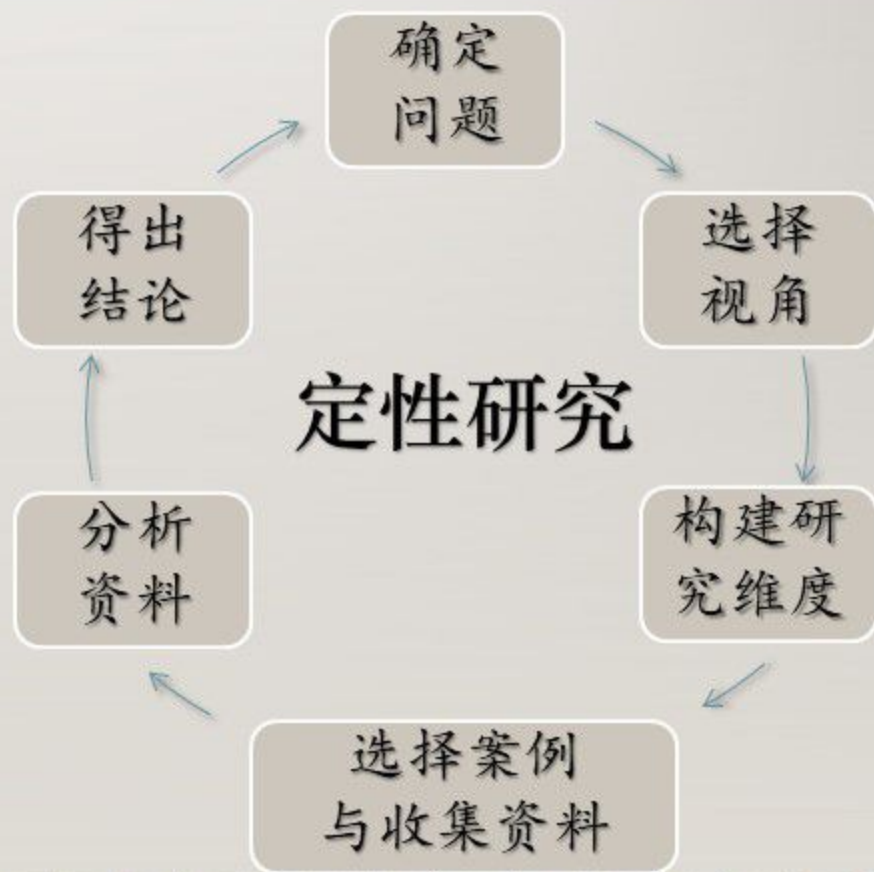 确定
问题
选择
视角
构建研
究维度
选择案例
与收集资料
分析
资料
得出
结论
定性研究